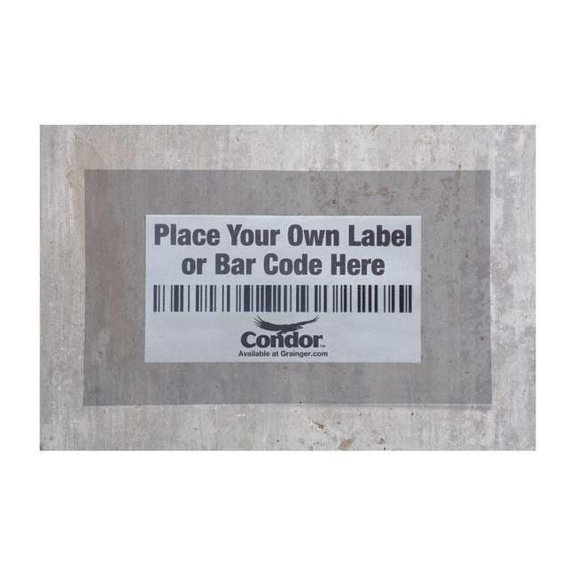 Place Your Own Label
or Bar Code Here
Condor
Available at Grainger.com